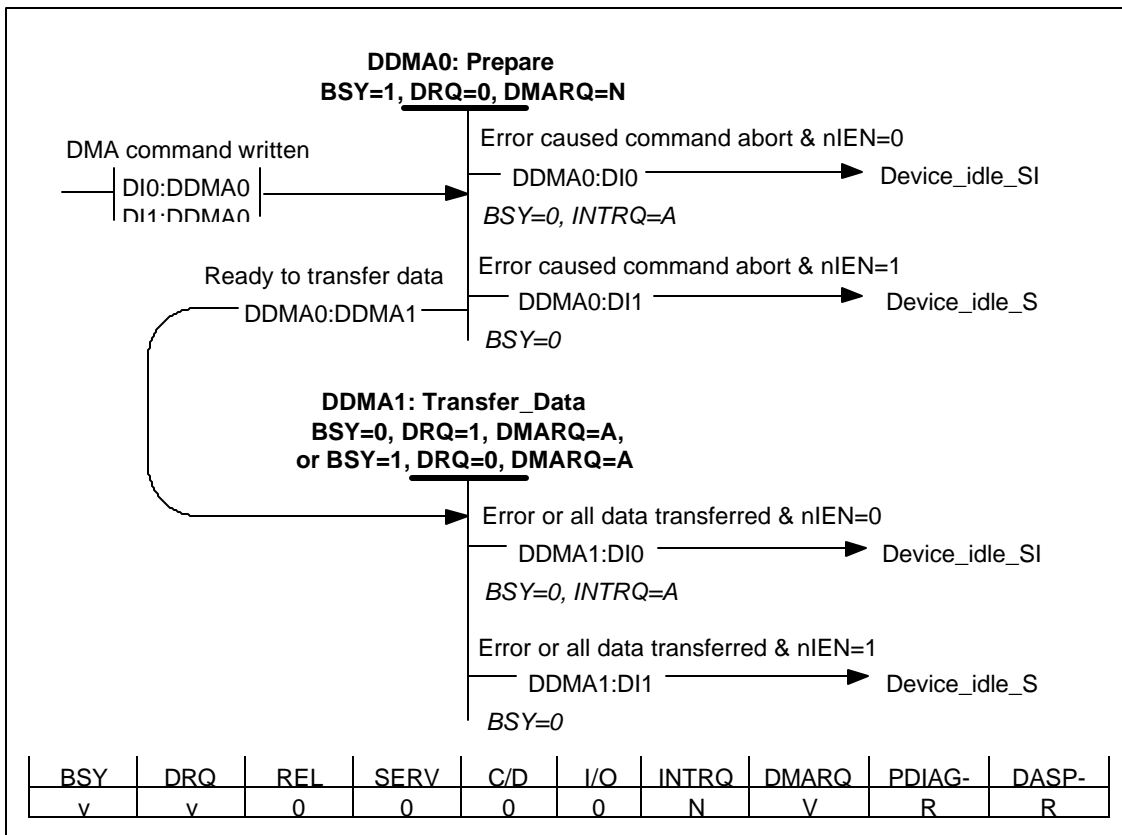 DDMA0: Prepare
BSY=1, DRQ=0, DMARQ=N
DMA command written
DI0:DDMA0
DI1:DDMA0
Error caused command abort & nIEN=0
DDMA0:DI0
Device_idle_SI
BSY=0, INTRQ=A
Ready to transfer data
DDMA0:DDMA1
Error caused command abort & nIEN=1
DDMA0:DI1
Device_idle_S
BSY=0
DDMA1: Transfer_Data
BSY=0, DRQ=1, DMARQ=A,
or BSY=1, DRQ=0, DMARQ=A
Error or all data transferred & nIEN=0
DDMA1:DI0
Device_idle_SI
BSY=0, INTRQ=A
Error or all data transferred & nIEN=1
DDMA1:DI1
Device_idle_S
BSY=0
BSY DRQ REL SERV C/D I/O INTRQ DMARQ PDIAG- DASP-
v v 0 0 0 0 N V R R